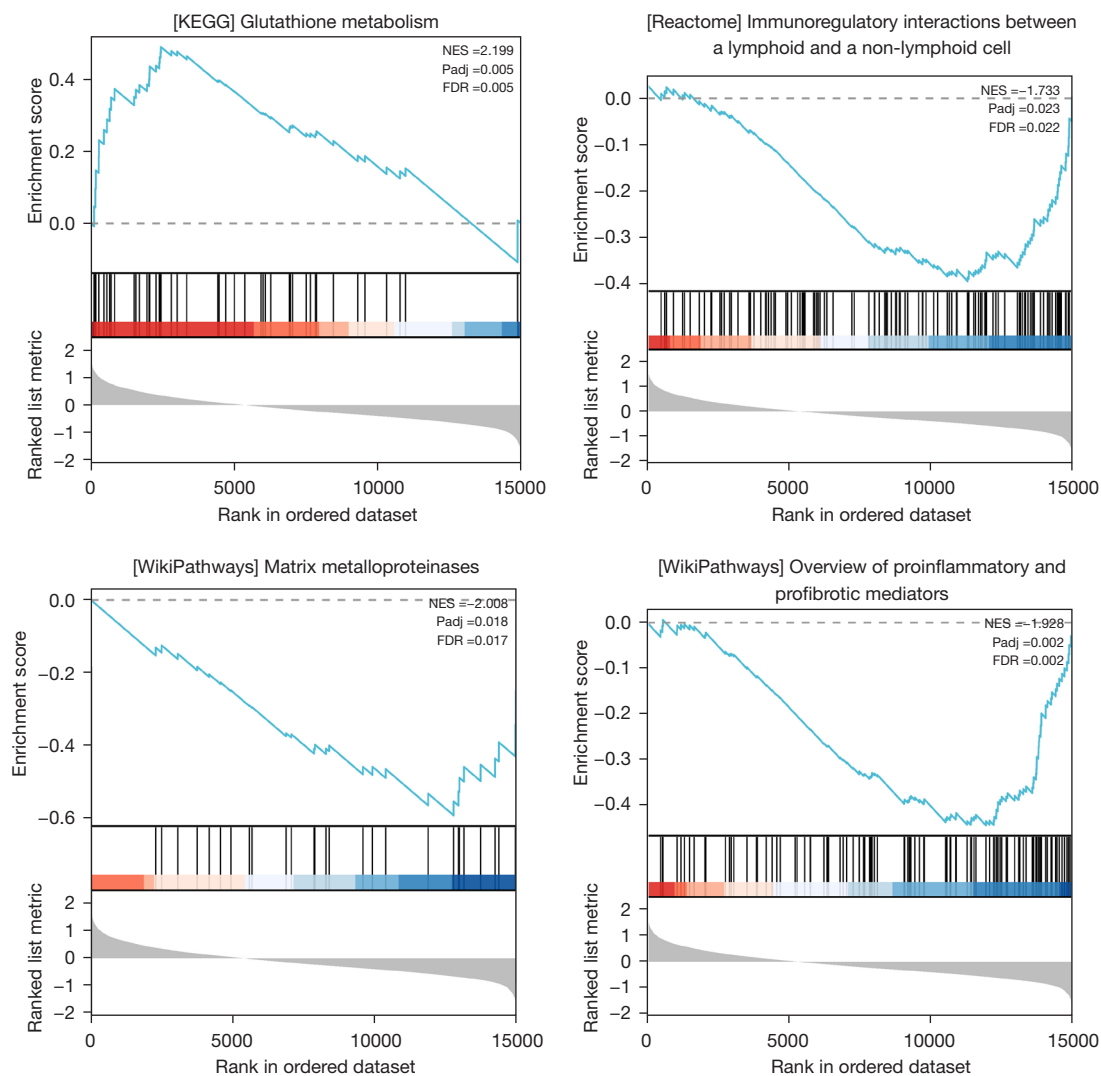 [KEGG] Glutathione metabolism
NES =2.199
Padj =0.005
FDR =0.005
Enrichment score
0.4
0.2
0.0
Ranked list metric
2
1
0
−1
−2
0
5000
10000
15000
Rank in ordered dataset
[Reactome] Immunoregulatory interactions between
a lymphoid and a non-lymphoid cell
NES =−1.733
Padj =0.023
FDR =0.022
Enrichment score
0.0
−0.1
−0.2
−0.3
−0.4
Ranked list metric
2
1
0
−1
−2
0
5000
10000
15000
Rank in ordered dataset
[WikiPathways] Matrix metalloproteinases
NES =−2.008
Padj =0.018
FDR =0.017
Enrichment score
0.0
−0.2
−0.4
−0.6
Ranked list metric
2
1
0
−1
−2
0
5000
10000
15000
Rank in ordered dataset
[WikiPathways] Overview of proinflammatory and
profibrotic mediators
NES =−1.928
Padj =0.002
FDR =0.002
Enrichment score
0.0
−0.1
−0.2
−0.3
−0.4
Ranked list metric
2
1
0
−1
−2
0
5000
10000
15000
Rank in ordered dataset